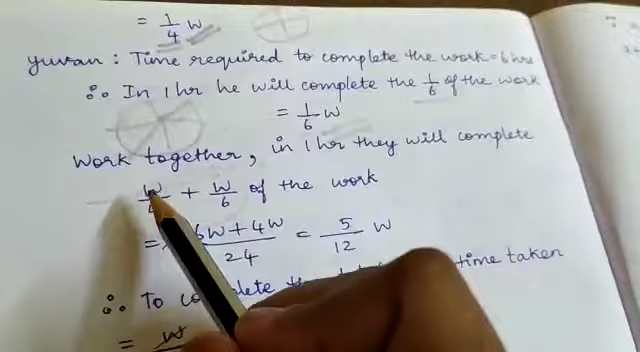 = 1/4 W
Yuvan : Time required to complete the work = 6 hrs
∴ In 1 hr he will complete the 1/6 of the work
= 1/6 W
Work together, in 1 hr they will complete
W/ + W/6 of the work
= 6W + 4W / 24 = 5/12 W
∴ To the time taken
= W